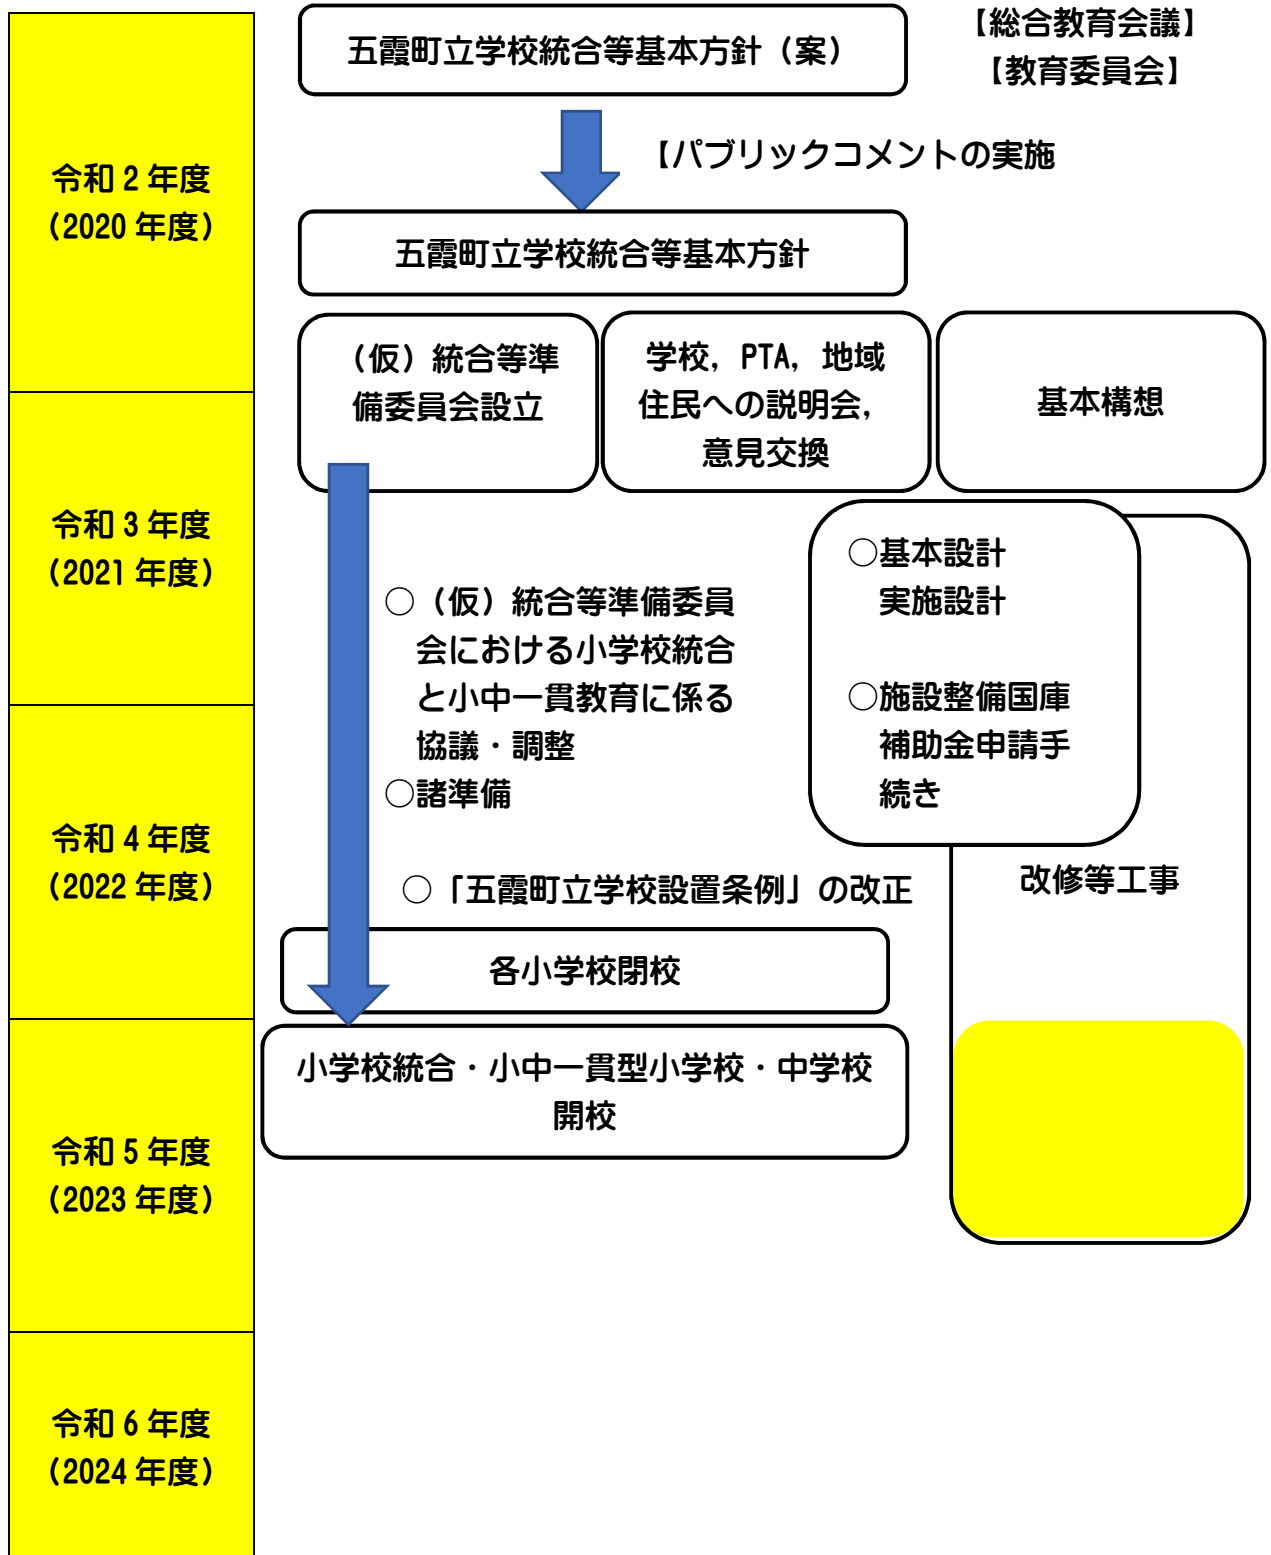 五霞町立学校統合等基本方針（案）
【総合教育会議】
【教育委員会】
【パブリックコメントの実施
令和２年度
（2020年度）
五霞町立学校統合等基本方針
（仮）統合等準
備委員会設立
学校，PTA，地域
住民への説明会，
意見交換
基本構想
令和３年度
（2021年度）
○（仮）統合等準備委員
会における小学校統合
と小中一貫教育に係る
協議・調整
○諸準備
○基本設計
実施設計
○施設整備国庫
補助金申請手
続き
令和４年度
（2022年度）
○「五霞町立学校設置条例」の改正
改修等工事
各小学校閉校
小学校統合・小中一貫型小学校・中学校
開校
令和５年度
（2023年度）
令和６年度
（2024年度）